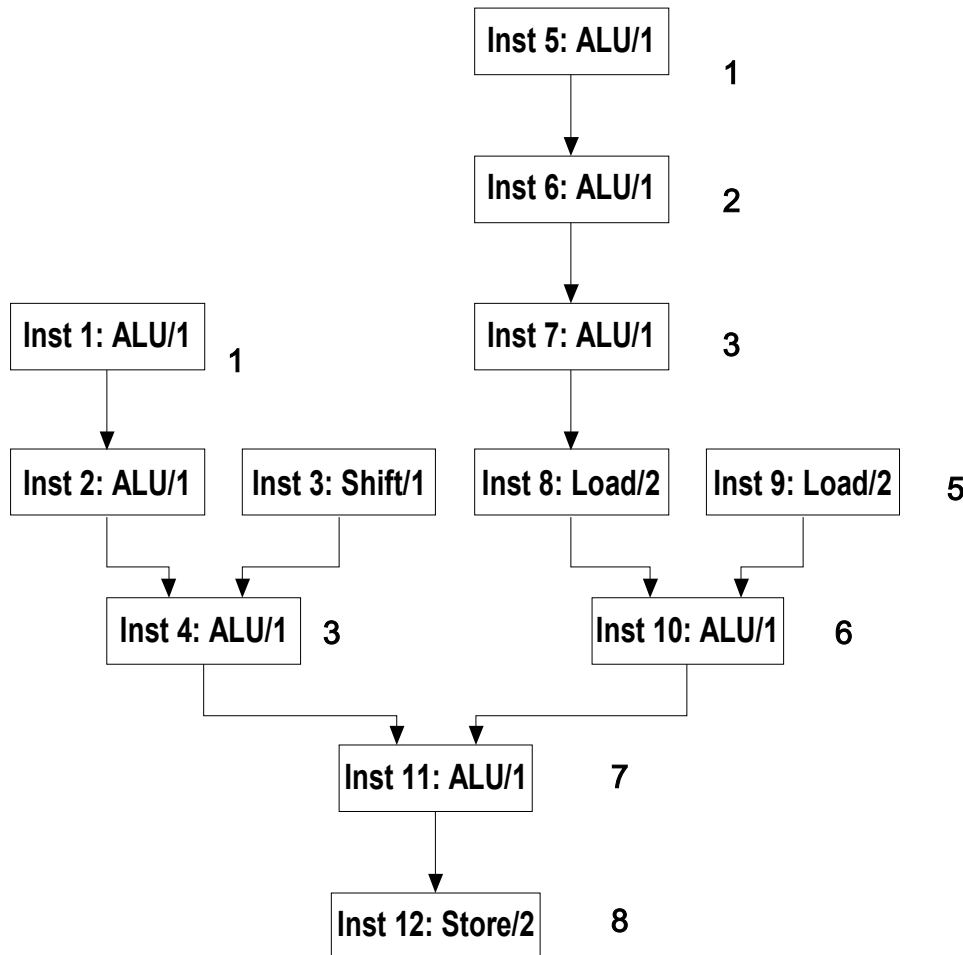 Inst 5: ALU/1
1
Inst 6: ALU/1
2
Inst 1: ALU/1
1
Inst 7: ALU/1
3
Inst 2: ALU/1
Inst 3: Shift/1
Inst 8: Load/2
Inst 9: Load/2
5
Inst 4: ALU/1
3
Inst 10: ALU/1
6
Inst 11: ALU/1
7
Inst 12: Store/2
8